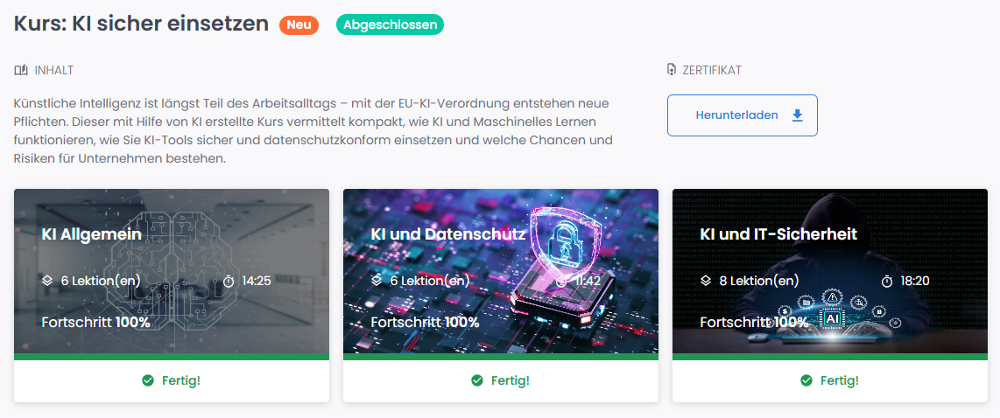 Kurs: KI sicher einsetzen Neu Abgeschlossen
INHALT
Künstliche Intelligenz ist längst Teil des Arbeitsalltags – mit der EU-KI-Verordnung entstehen neue
Pflichten. Dieser mit Hilfe von KI erstellte Kurs vermittelt kompakt, wie KI und Maschinelles Lernen
funktionieren, wie Sie KI-Tools sicher und datenschutzkonform einsetzen und welche Chancen und
Risiken für Unternehmen bestehen.
ZERTIFIKAT
Herunterladen
KI Allgemein
6 Lektion(en) 14:25
Fortschritt 100%
Fertig!
KI und Datenschutz
6 Lektion(en) 11:42
Fortschritt 100%
Fertig!
KI und IT-Sicherheit
8 Lektion(en) 18:20
Fortschritt 100%
AI
Fertig!